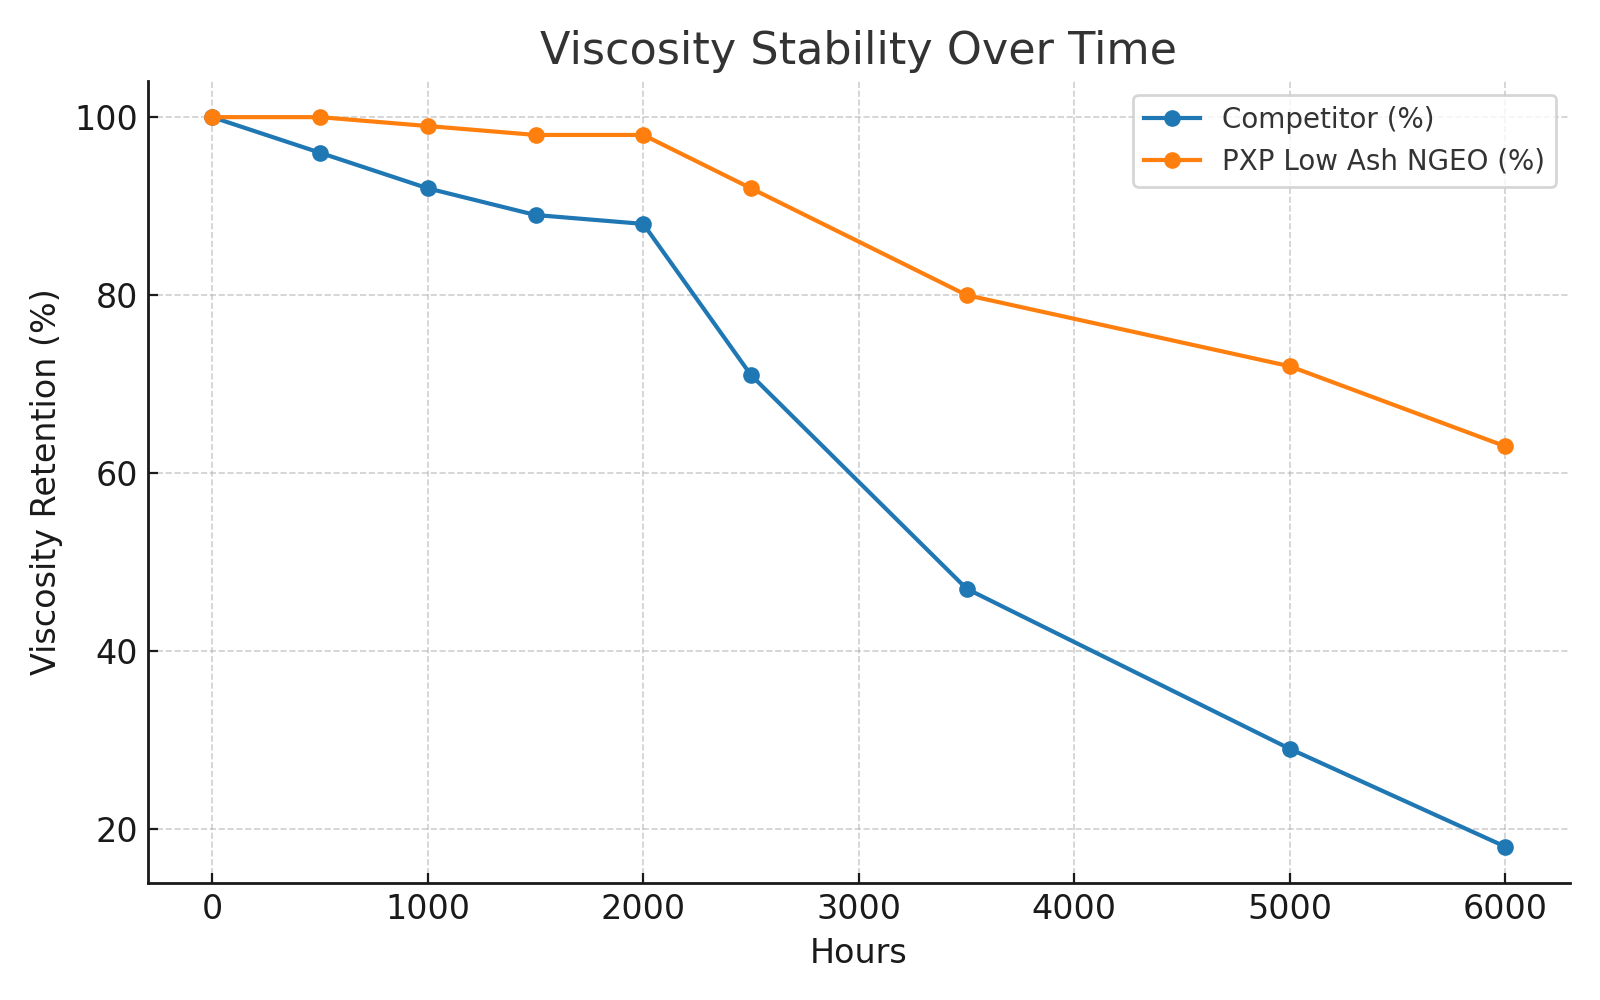 Viscosity Stability Over Time
Competitor (%)
PXP Low Ash NGEO (%)
Viscosity Retention (%)
100
80
60
40
20
0
1000
2000
3000
4000
5000
6000
Hours